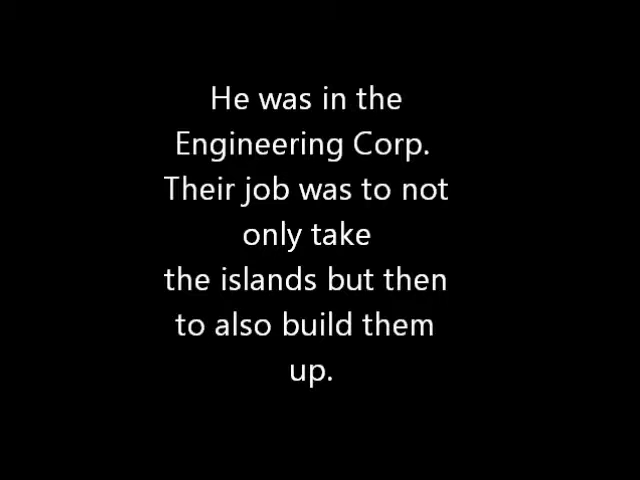 He was in the
Engineering Corp.
Their job was to not
only take
the islands but then
to also build them
up.